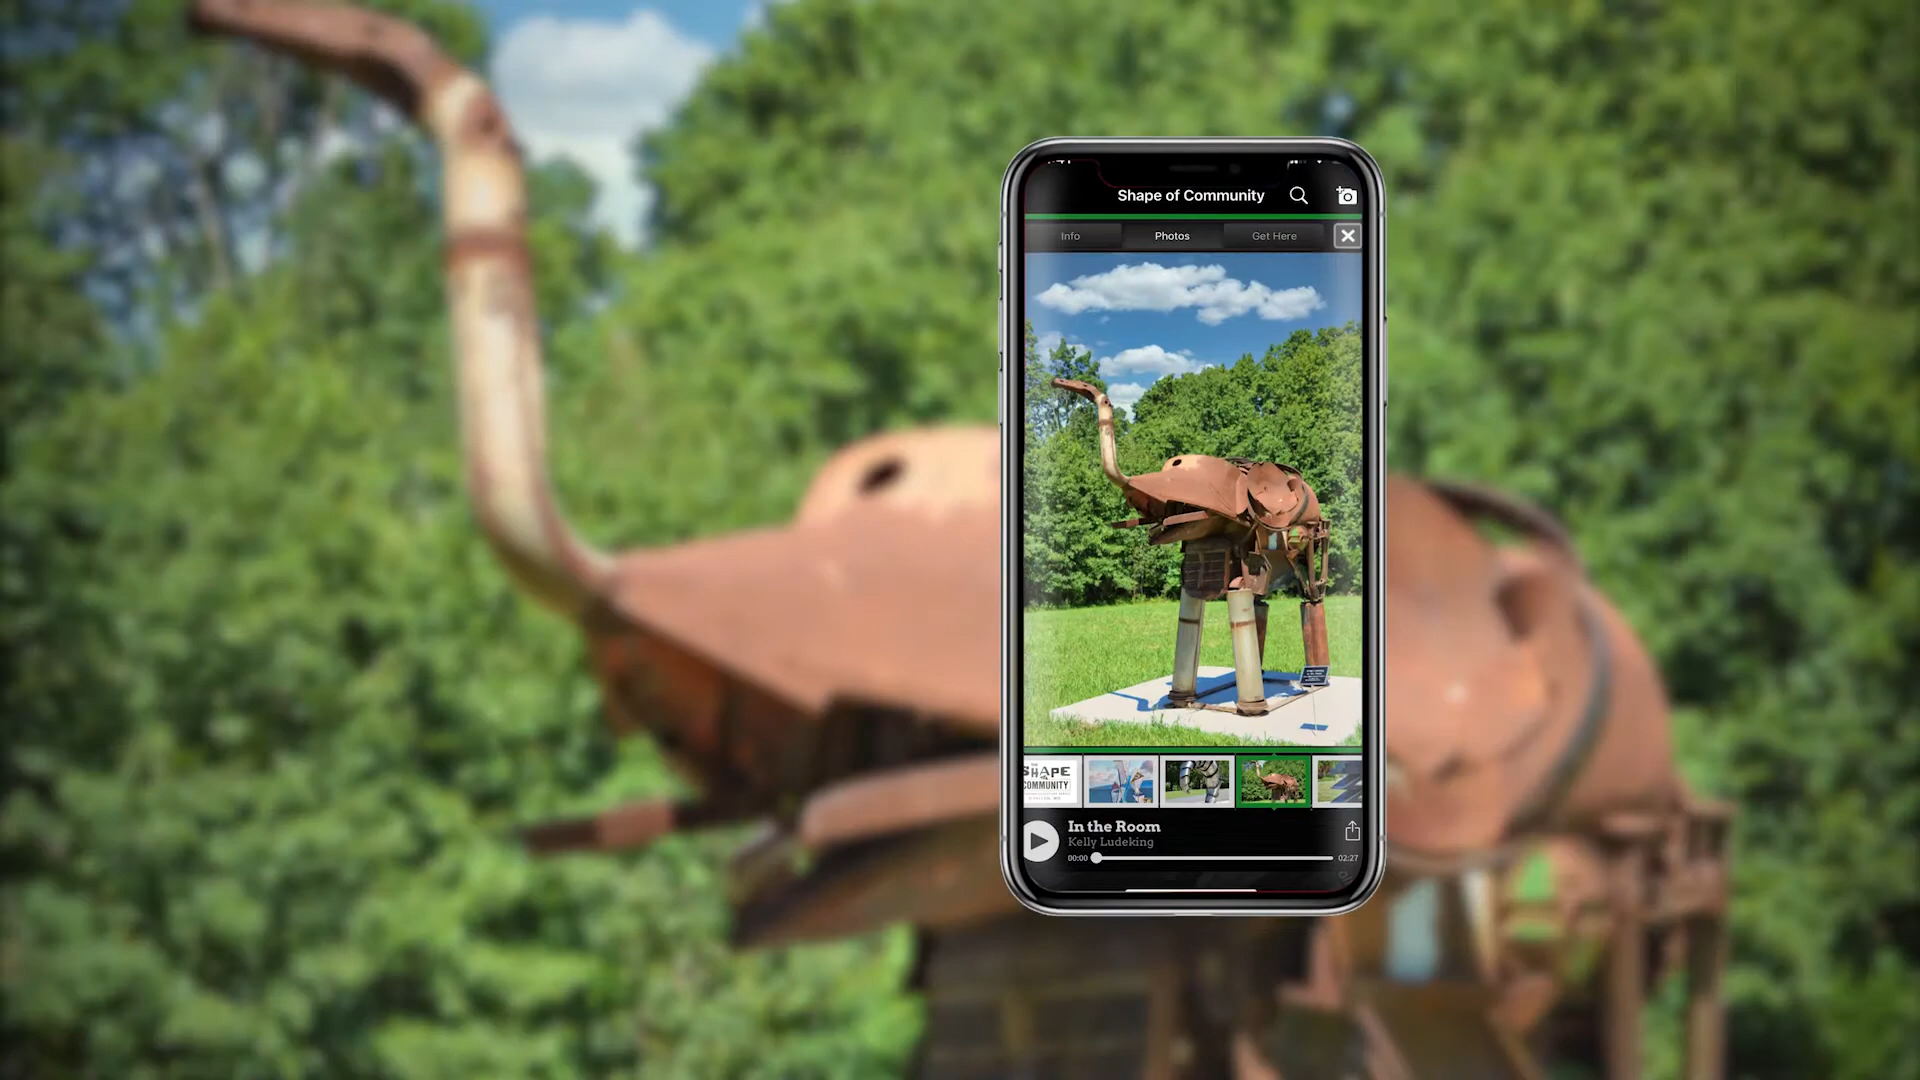 Shape of Community
Info
Photos
Get Here
SHAPE
COMMUNITY
In the Room
Kelly Ludeking
00:00
02:27